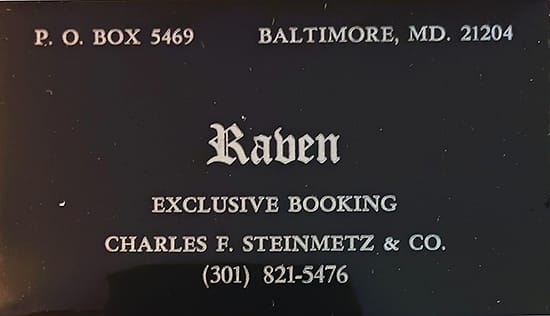 P. O. BOX 5469 BALTIMORE, MD. 21204
Raven
EXCLUSIVE BOOKING
CHARLES F. STEINMETZ & CO.
(301) 821-5476